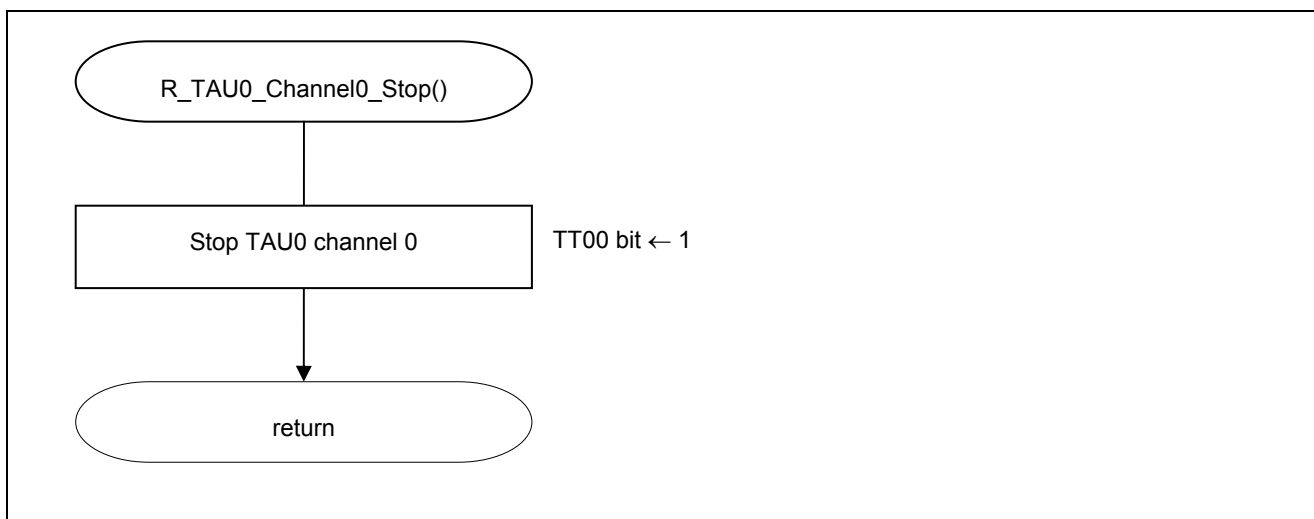 R_TAU0_Channel0_Stop()
Stop TAU0 channel 0
TT00 bit ← 1
return